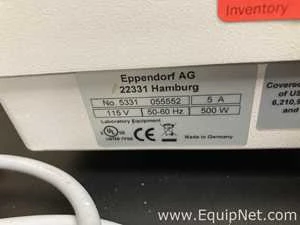 Inventory
Eppendorf AG
22331 Hamburg
No. 5331 055552 5 A
115 V 50-60 Hz 500 W
Laboratory Equipment
Made in Germany
Covered
of US
6,210,9
and
www.EquipNet.com